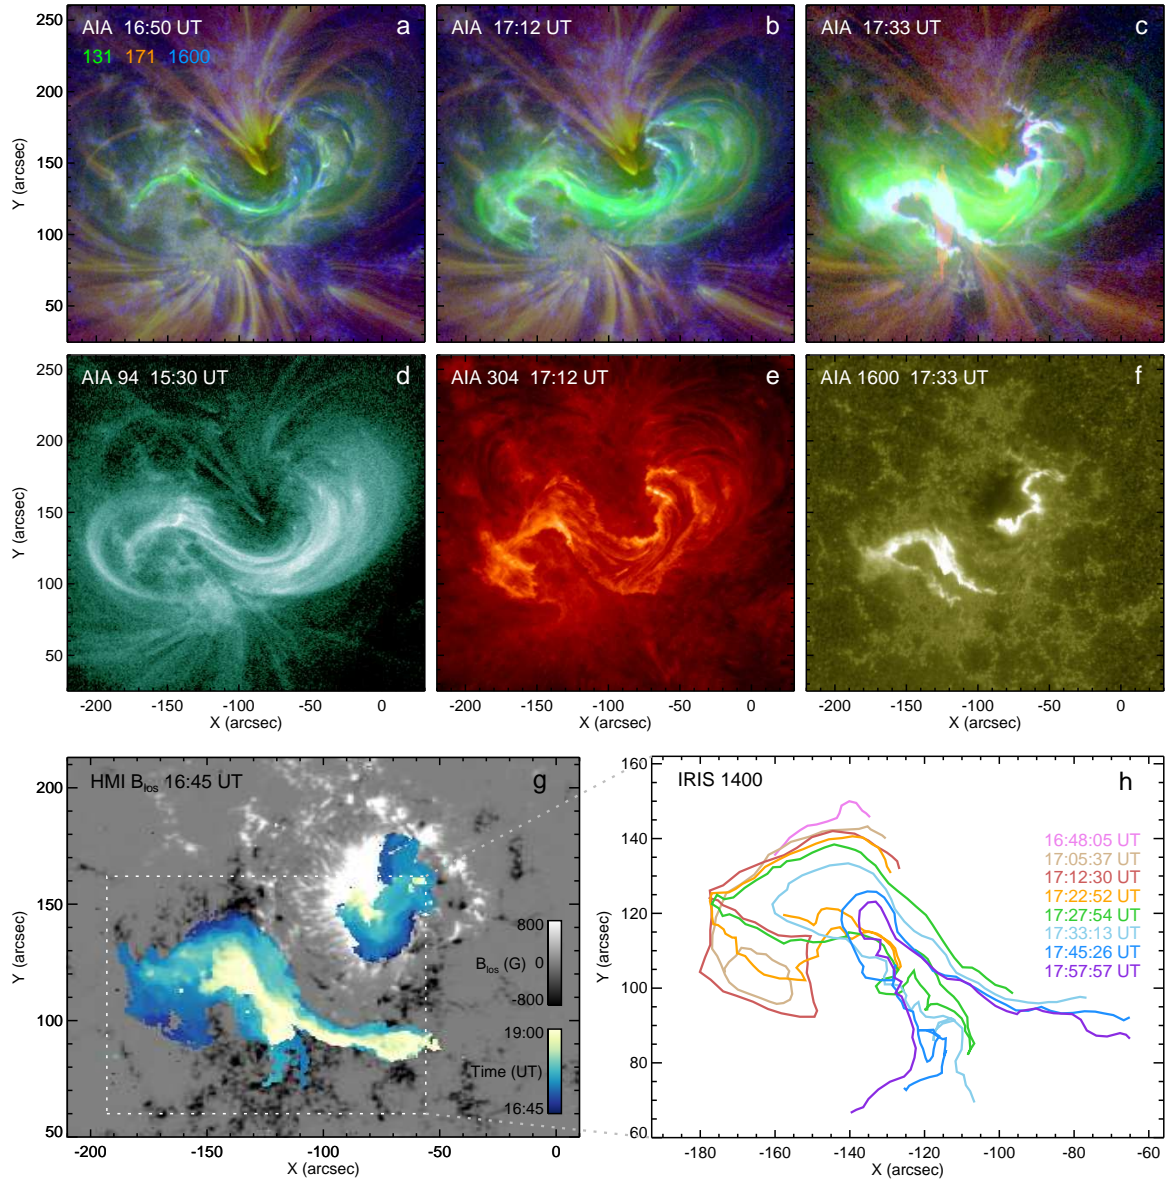 AIA 16:50 UT
a
131 171 1600
AIA 17:12 UT
b
AIA 17:33 UT
c
250
200
150
100
50
Y (arcsec)
AIA 94 15:30 UT
d
AIA 304 17:12 UT
e
AIA 1600 17:33 UT
f
250
200
150
100
50
Y (arcsec)
-200 -150 -100 -50 0
X (arcsec)
-200 -150 -100 -50 0
X (arcsec)
-200 -150 -100 -50 0
X (arcsec)
HMI Blos 16:45 UT
g
200
150
100
50
Y (arcsec)
800
Blos (G) 0
-800
19:00
Time (UT)
16:45
-200 -150 -100 -50 0
X (arcsec)
IRIS 1400
h
160
140
120
100
80
60
Y (arcsec)
16:48:05 UT
17:05:37 UT
17:12:30 UT
17:22:52 UT
17:27:54 UT
17:33:13 UT
17:45:26 UT
17:57:57 UT
-180 -160 -140 -120 -100 -80 -60
X (arcsec)